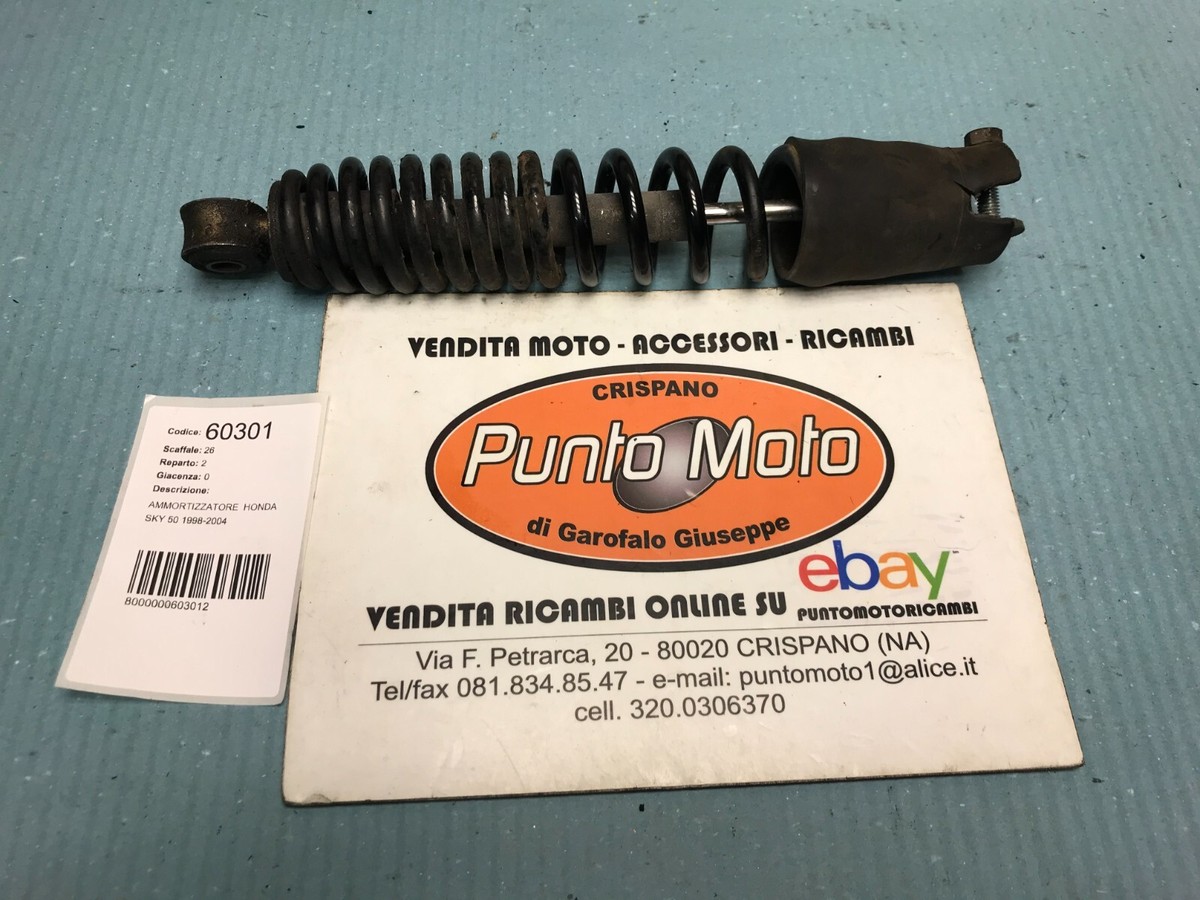 VENDITA MOTO - ACCESSORI - RICAMBI
CRISPANO
Punto Moto
di Garofalo Giuseppe
ebay
VENDITA RICAMBI ONLINE SU PUNTOMOTORICAMBI
Via F. Petrarca, 20 - 80020 CRISPANO (NA)
Tel/fax 081.834.85.47 - e-mail: puntomoto1@alice.it
cell. 320.0306370
Codice: 60301
Scaffale: 26
Reparto: 2
Giacenza: 0
Descrizione:
AMMORTIZZATORE HONDA
SKY 50 1998-2004
8000000603012